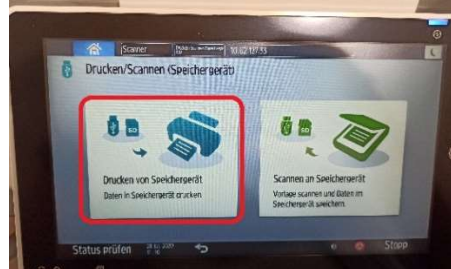 Scanner
Drucken/Scannen (Speichergerät)
SD
Drucken von Speichergerät
Daten in Speichergerät drucken
SD
Scannen an Speichergerät
Vorlage scannen und Daten im
Speichergerät speichern.
Status prüfen
Stopp